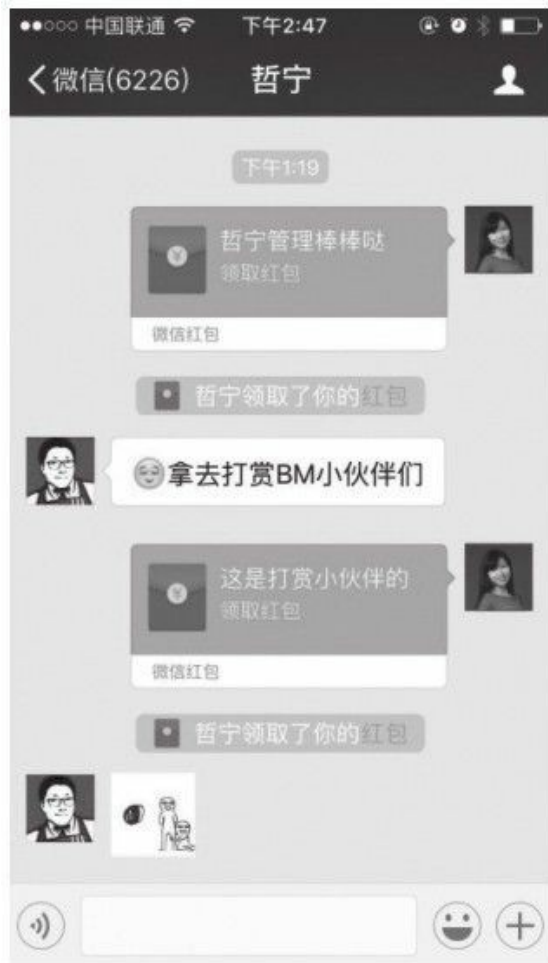 中国联通 下午2:47
微信(6226) 哲宁
下午1:19
哲宁管理棒棒哒
领取红包
微信红包
哲宁领取了你的红包
拿去打赏BM小伙伴们
这是打赏小伙伴的
领取红包
微信红包
哲宁领取了你的红包